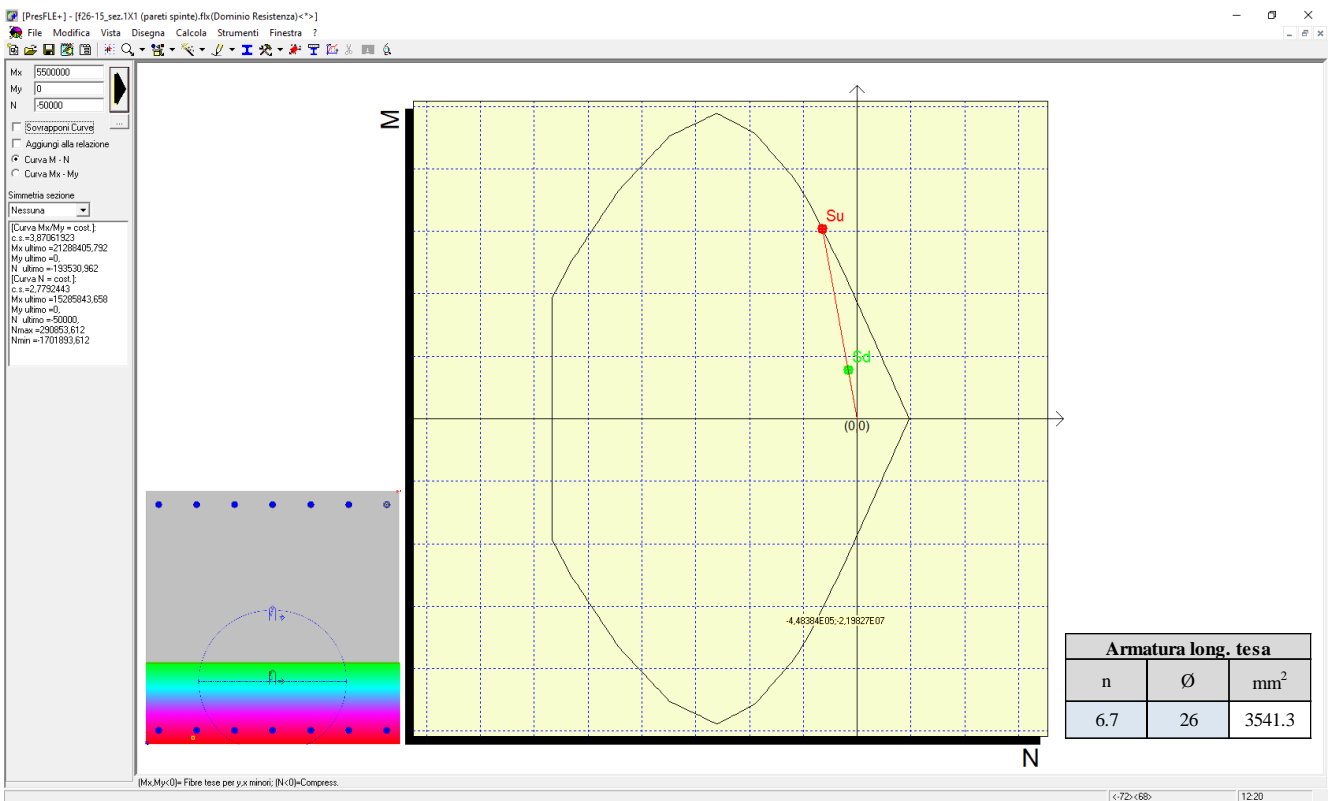 [PresFLE+] - [f26-15_sez.1X1 (pareti spinte).flx(Dominio Resistenza)<*>]
File Modifica Vista Disegna Calcola Strumenti Finestra ?
Mx 5500000
My 0
N -50000
...
Sovrapponi Curve
Aggiungi alla relazione
Curva M - N
Curva Mx - My
Simmetria sezione
Nessuna
[Curva Mx/My = cost.]:
c.s.=3,87061923
Mx ultimo =21288405,792
My ultimo =0,
N ultimo =-193530,962
[Curva N = cost.]:
c.s.=2,7792443
Mx ultimo =15285843,658
My ultimo =0,
N ultimo =-50000,
Nmax =290853,612
Nmin =-1701893,612
M
Su
Sd
(0,0)
-4,48384E05;-2,19827E07
N
Armatura long. tesa
n Ø mm²
6.7 26 3541.3
(Mx,My<0)= Fibre tese per y,x minori; (N<0)=Compress.
<-72><68> 12:20